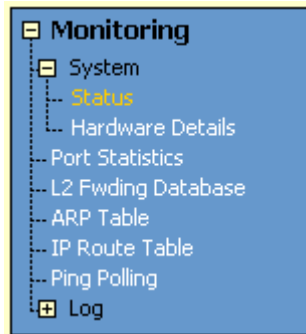 Monitoring
System
Status
Hardware Details
Port Statistics
L2 Fwding Database
ARP Table
IP Route Table
Ping Polling
Log